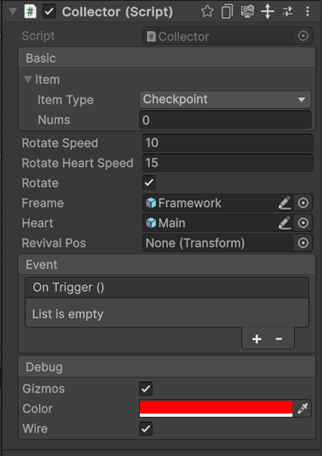 Collector (Script)
Script Collector
Basic
Item
Item Type Checkpoint
Nums 0
Rotate Speed 10
Rotate Heart Speed 15
Rotate
Freame Framework
Heart Main
Revival Pos None (Transform)
Event
On Trigger ()
List is empty
+ -
Debug
Gizmos
Color
Wire